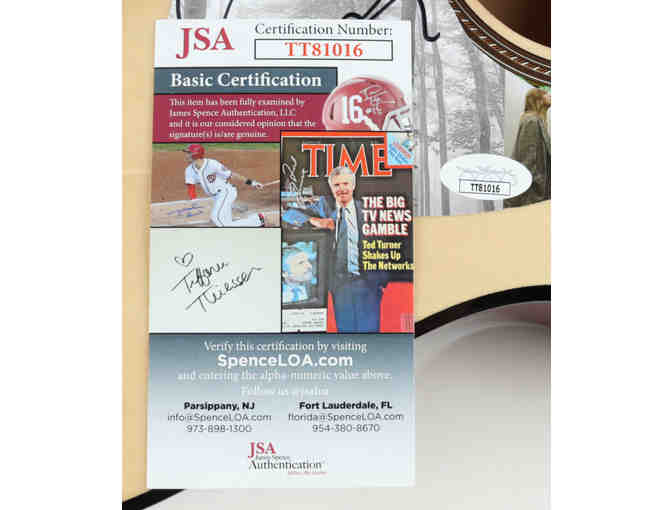 JSA
Certification Number:
TT81016
Basic Certification
This item has been fully examined by
James Spence Authentication, LLC
and it is our considered opinion that the
signature(s) is/are genuine.
16
TIME
THE BIG
TV NEWS
GAMBLE
Ted Turner
Shakes Up
The Networks
Tiffani
Thiessen
Verify this certification by visiting
SpenceLOA.com
and entering the alpha-numeric value above.
Follow us @jsaloa
Parsippany, NJ
info@SpenceLOA.com
973-898-1300
Fort Lauderdale, FL
florida@SpenceLOA.com
954-380-8670
JSA
James Spence
Authentication
TT81016